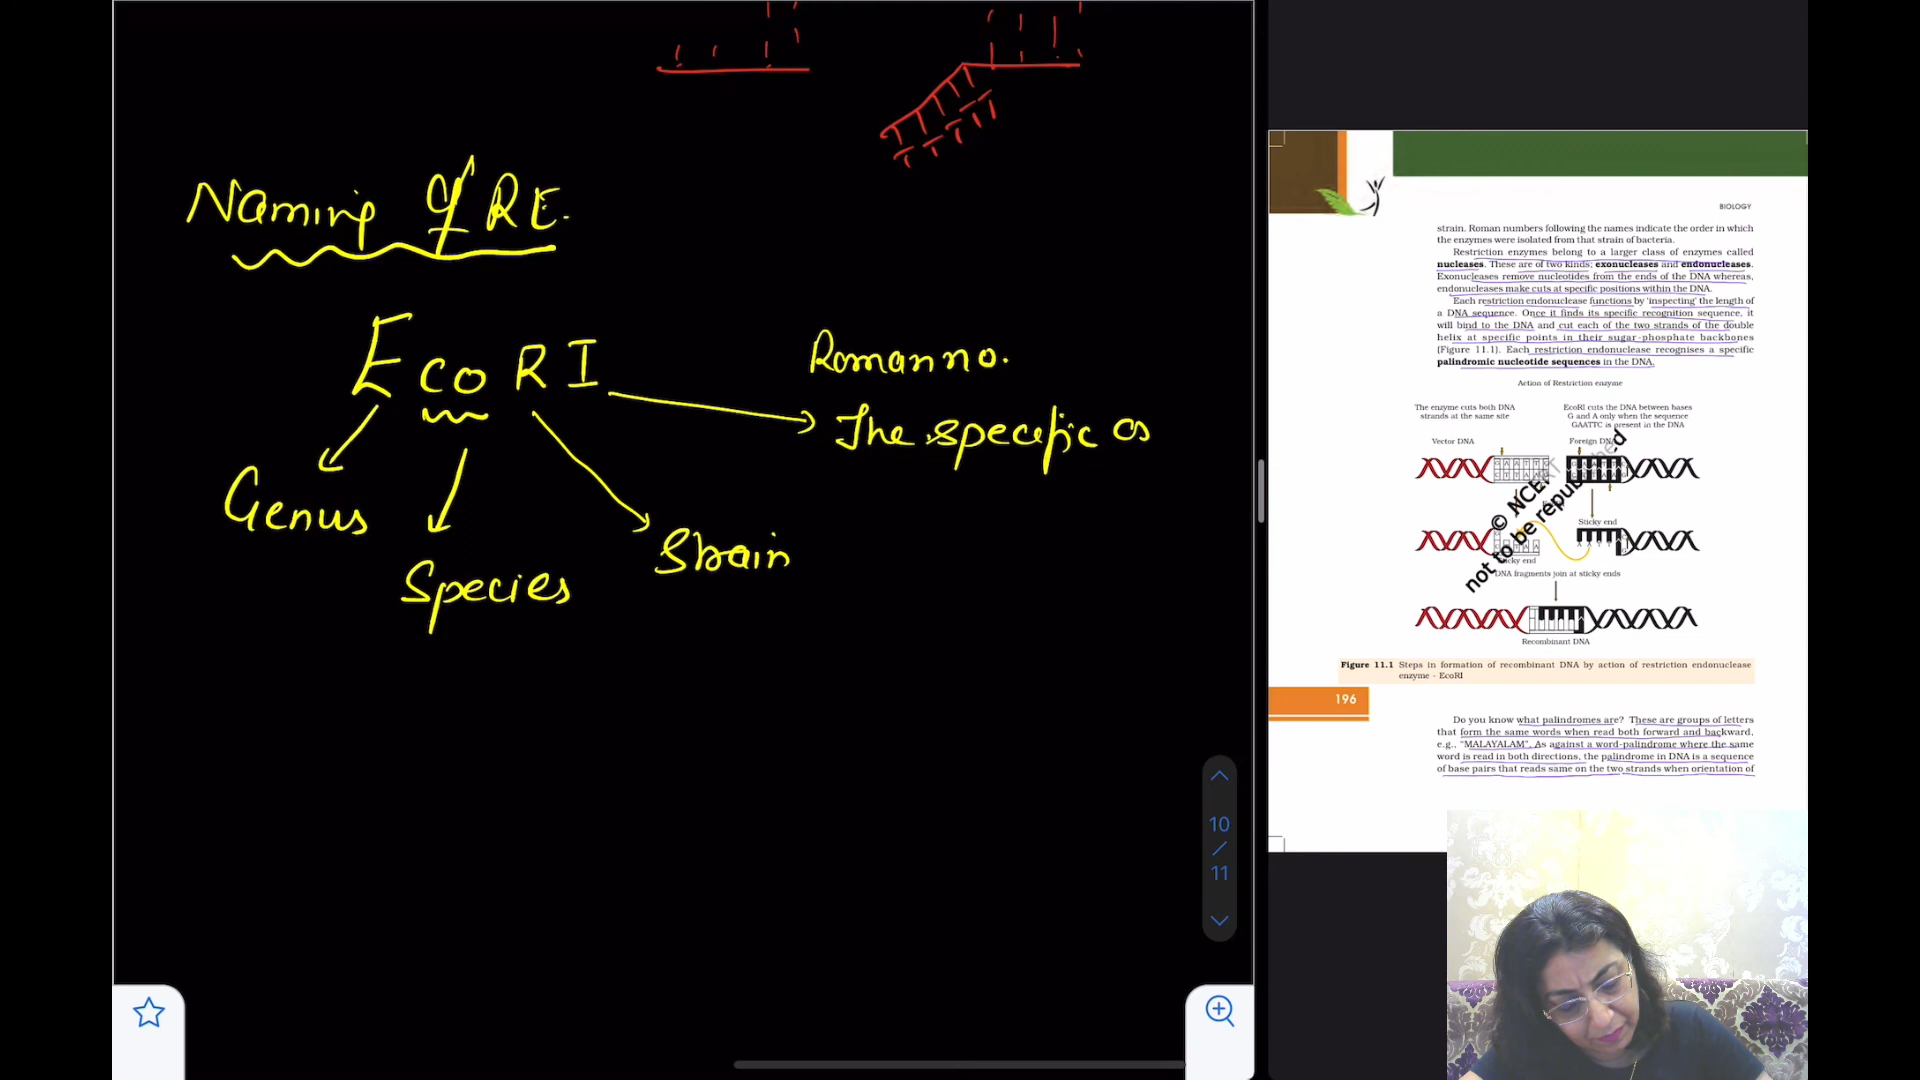 Naming of RE.
E co R I
Roman no.
The specific os
Genus
Species
Strain
10
/
11
BIOLOGY
strain. Roman numbers following the names indicate the order in which
the enzymes were isolated from that strain of bacteria.
Restriction enzymes belong to a larger class of enzymes called
nucleases. These are of two kinds; exonucleases and endonucleases.
Exonucleases remove nucleotides from the ends of the DNA whereas,
endonucleases make cuts at specific positions within the DNA.
Each restriction endonuclease functions by 'inspecting' the length of
a DNA sequence. Once it finds its specific recognition sequence, it
will bind to the DNA and cut each of the two strands of the double
helix at specific points in their sugar-phosphate backbones
(Figure 11.1). Each restriction endonuclease recognises a specific
palindromic nucleotide sequences in the DNA.
Action of Restriction enzyme
The enzyme cuts both DNA
strands at the same site
EcoRI cuts the DNA between bases
G and A only when the sequence
GAATTC is present in the DNA
Vector DNA
Foreign DNA
Sticky end
end
DNA fragments join at sticky ends
Recombinant DNA
not to be repub d
Figure 11.1 Steps in formation of recombinant DNA by action of restriction endonuclease
enzyme - EcoRI
196
Do you know what palindromes are? These are groups of letters
that form the same words when read both forward and backward,
e.g., "MALAYALAM". As against a word-palindrome where the same
word is read in both directions, the palindrome in DNA is a sequence
of base pairs that reads same on the two strands when orientation of